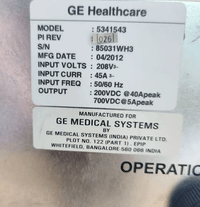 GE Healthcare
MODEL : 5341543
PI REV : 026
S/N : 85031WH3
MFG DATE : 04/2012
INPUT VOLTS : 208V~
INPUT CURR : 45A~
INPUT FREQ : 50/60 Hz
OUTPUT : 200VDC @40Apeak
700VDC @5Apeak
MANUFACTURED FOR
GE MEDICAL SYSTEMS
BY
GE MEDICAL SYSTEMS (INDIA) PRIVATE LTD.
PLOT NO. 122 (PART 1) . EPIP
WHITEFIELD, BANGALORE 560 066 INDIA
OPERATIO